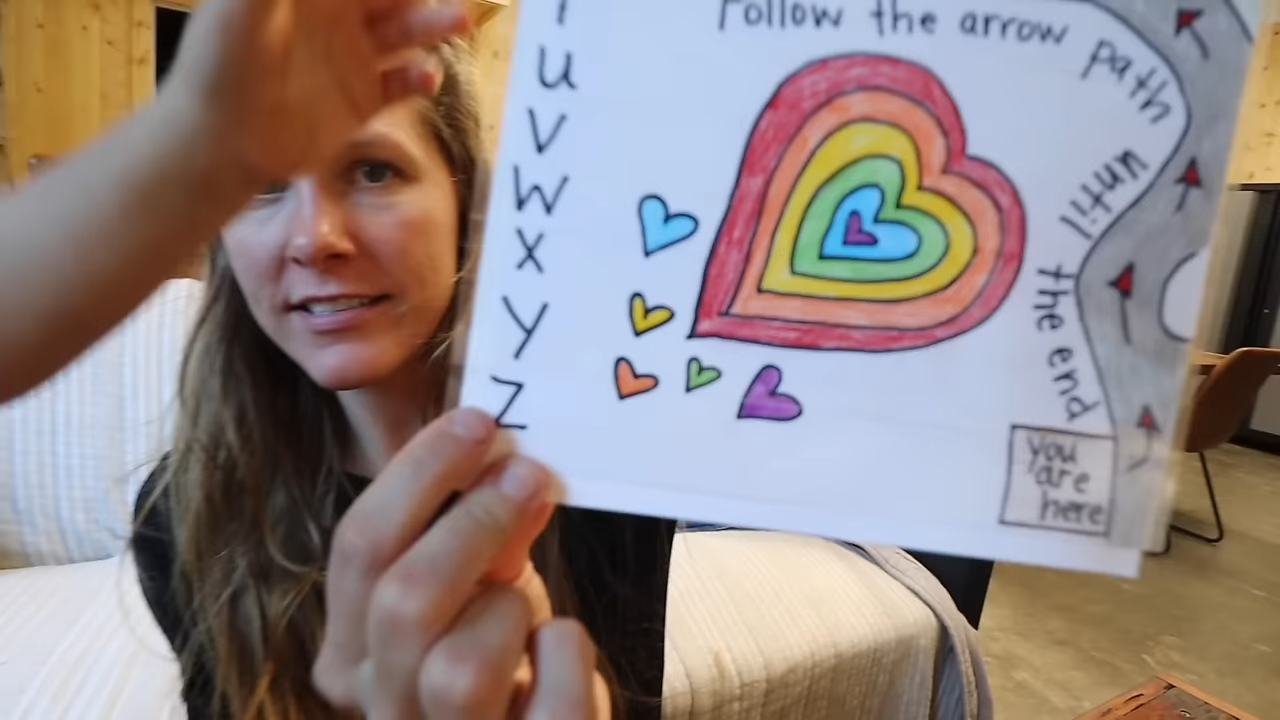 u
v
w
x
y
z
Follow the arrow path until the end
you
are
here